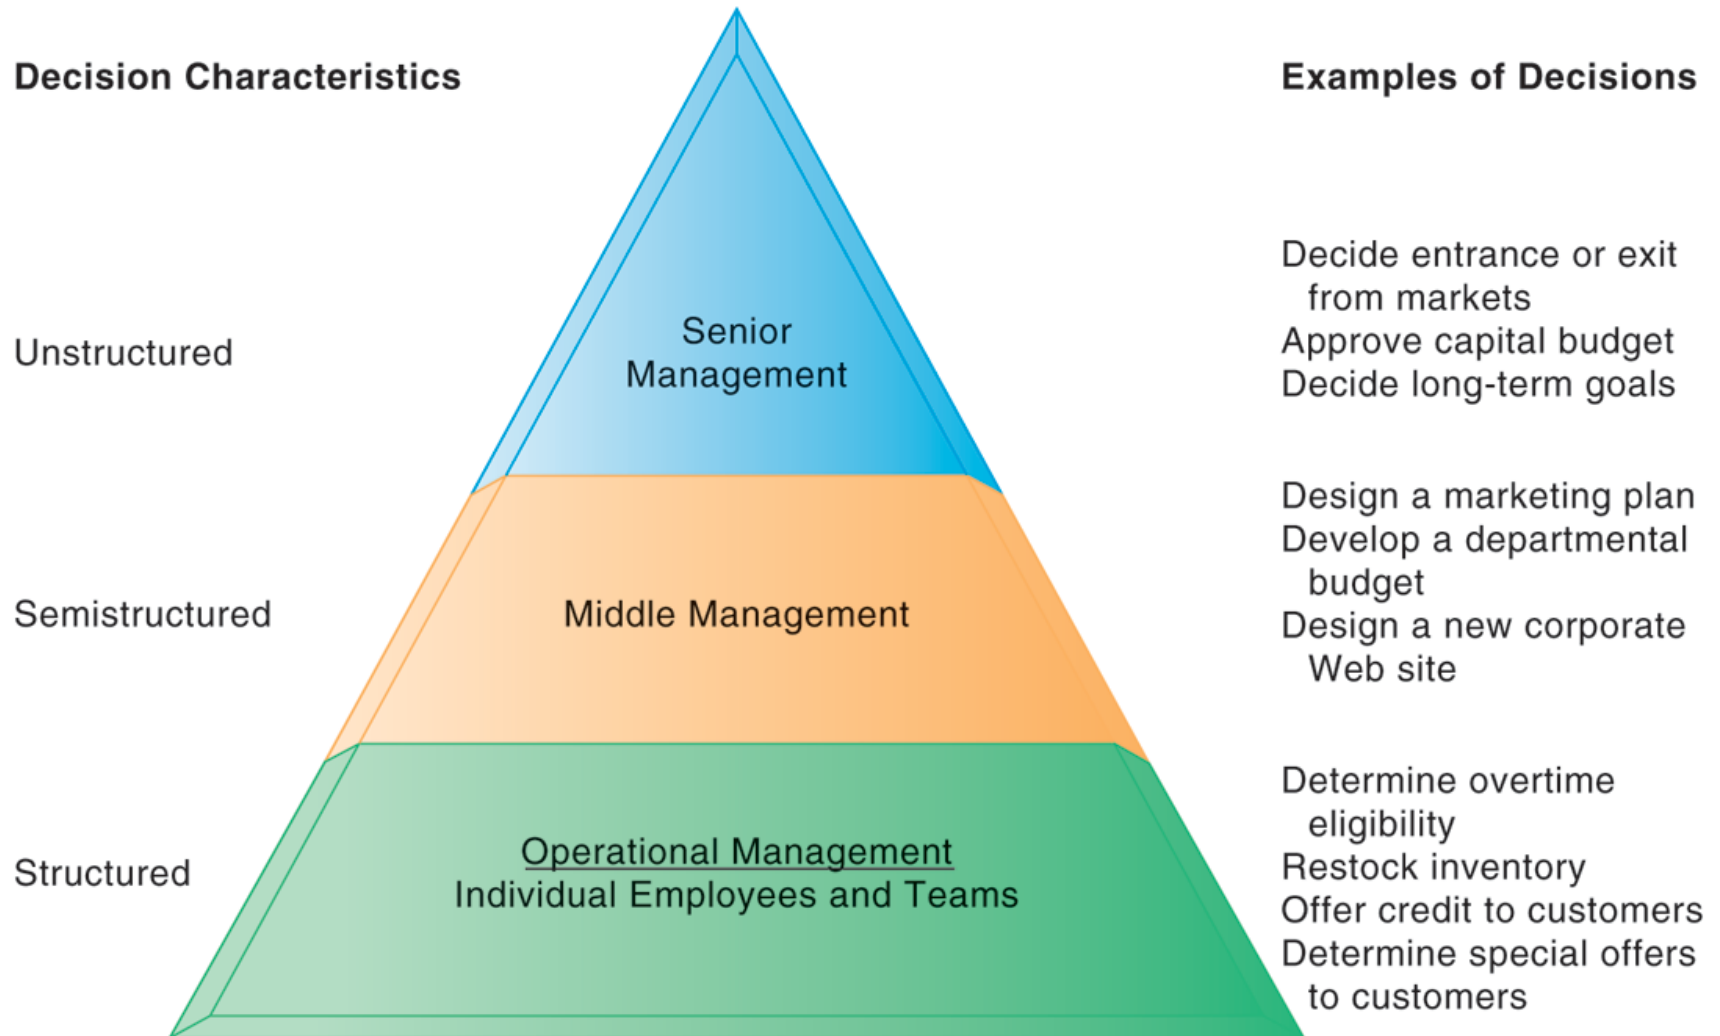 Decision Characteristics
Examples of Decisions
Unstructured
Senior
Management
Decide entrance or exit
from markets
Approve capital budget
Decide long-term goals
Semistructured
Middle Management
Design a marketing plan
Develop a departmental
budget
Design a new corporate
Web site
Structured
Operational Management
Individual Employees and Teams
Determine overtime
eligibility
Restock inventory
Offer credit to customers
Determine special offers
to customers